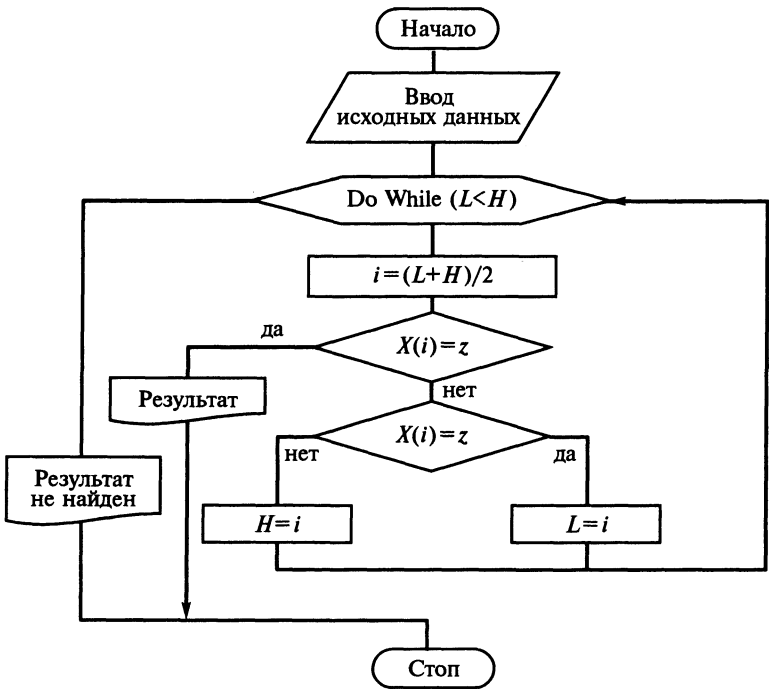 Начало
Ввод
исходных данных
Do While (L<H)
i=(L+H)/2
да
X(i)=z
нет
Результат
X(i)=z
нет
да
Результат
не найден
H=i
L=i
Стоп